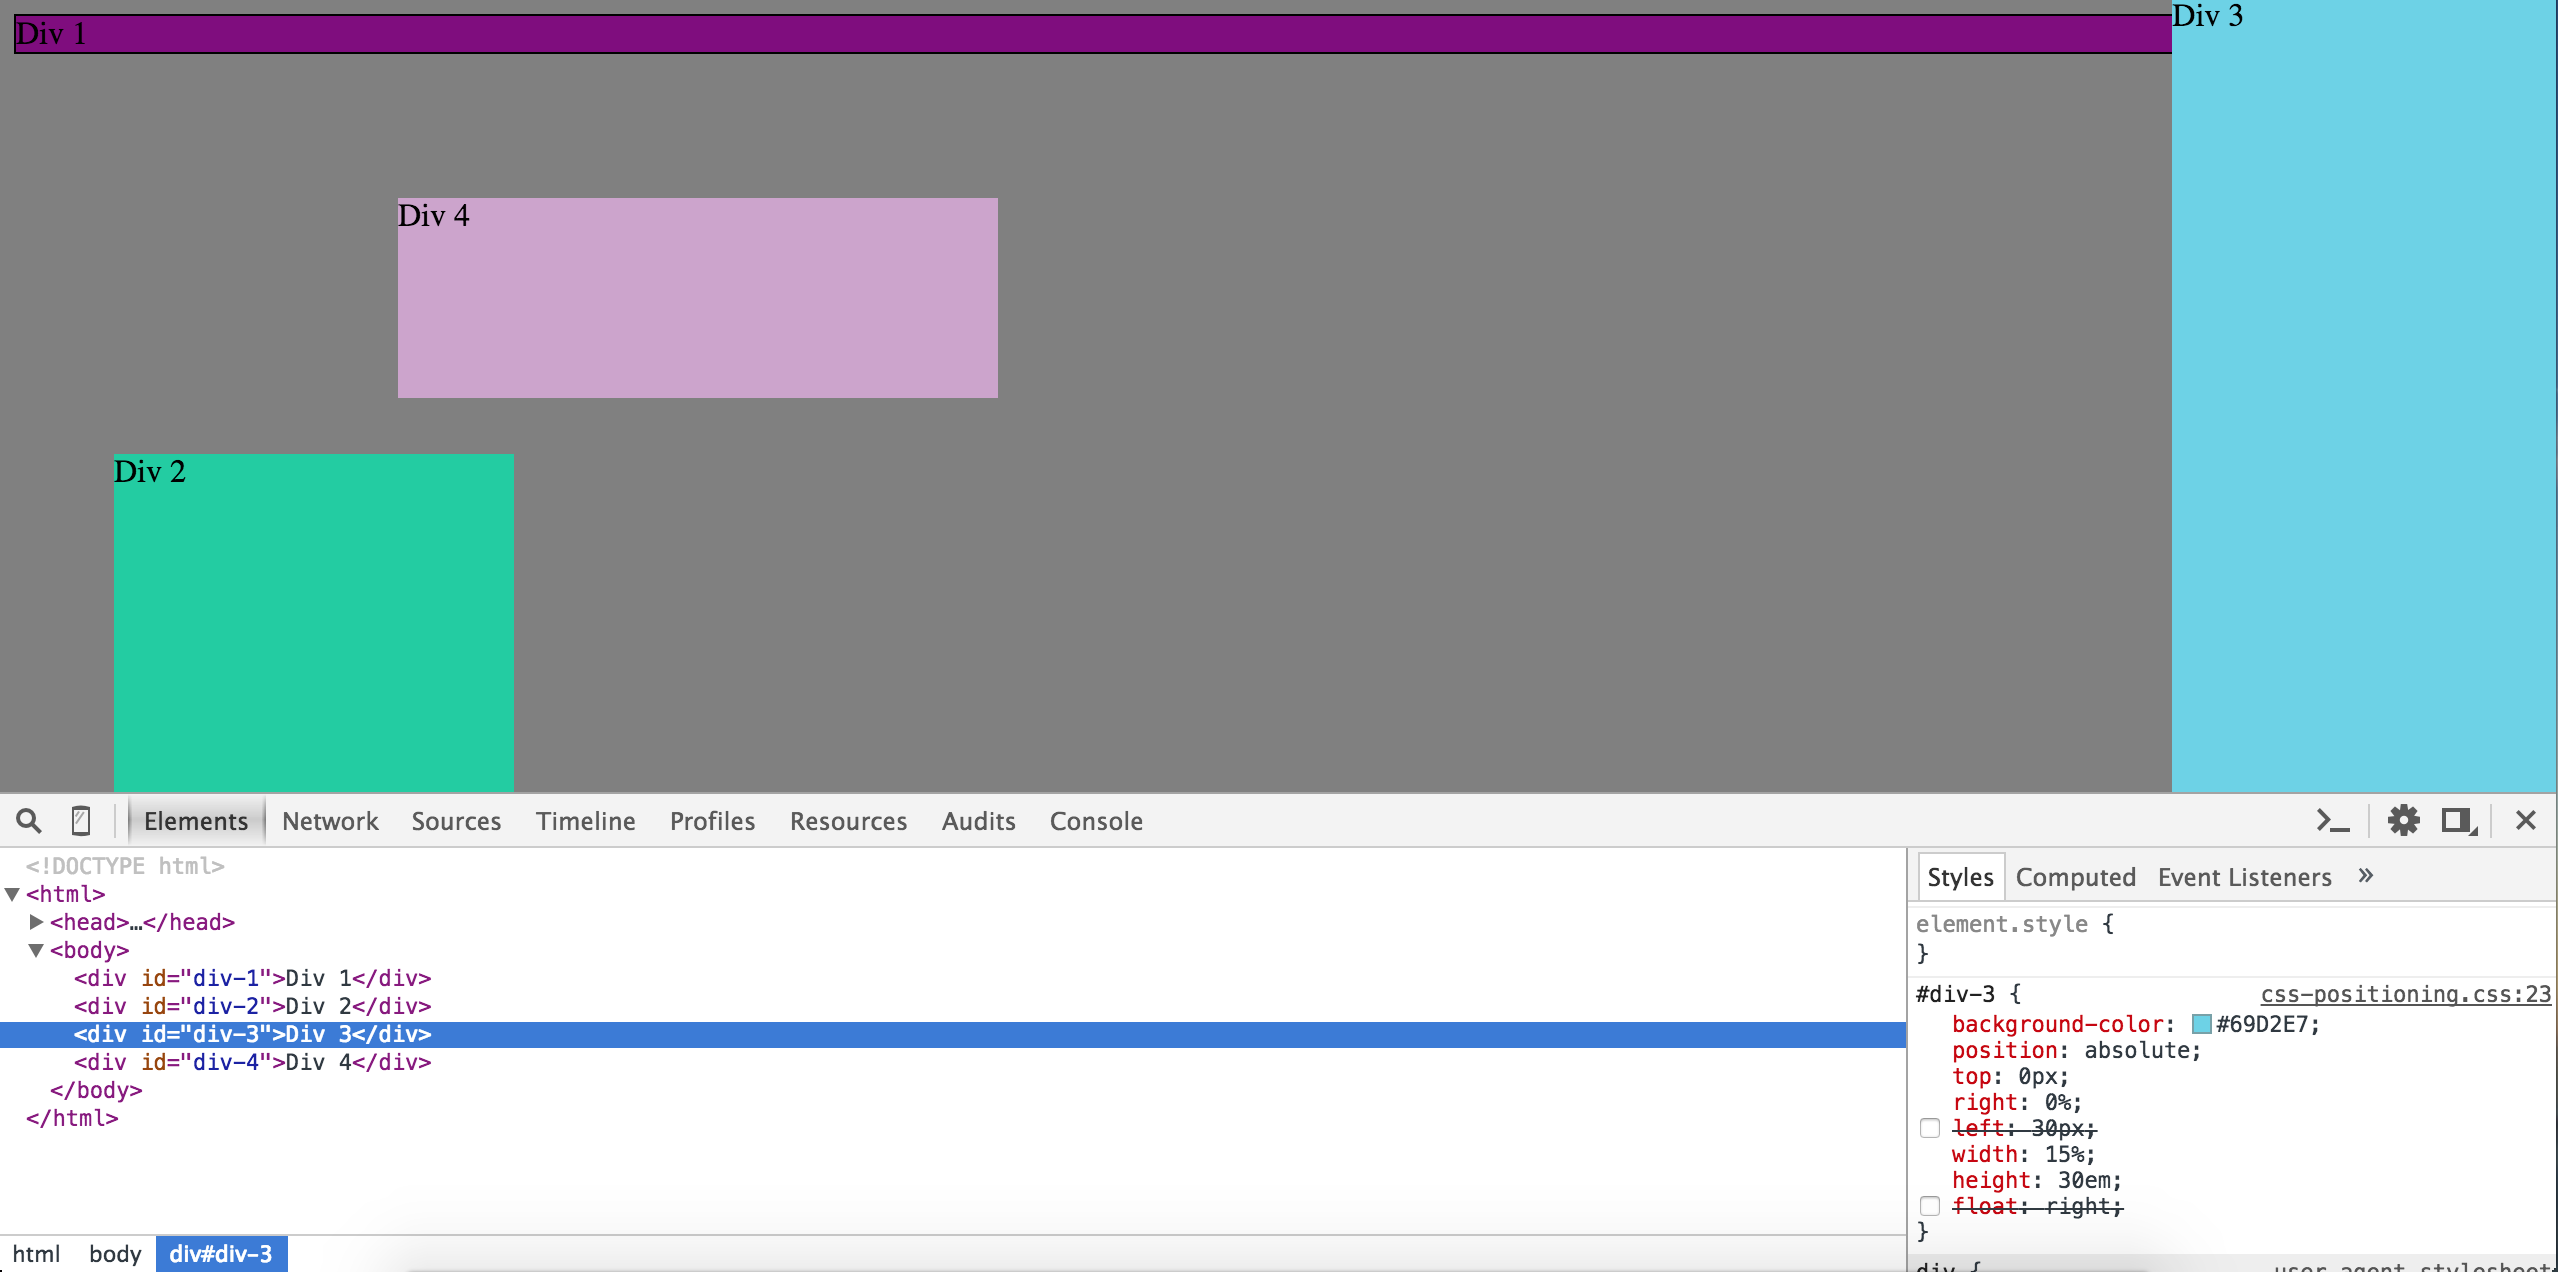 Div 1
Div 3
Div 4
Div 2
Elements Network Sources Timeline Profiles Resources Audits Console
<!DOCTYPE html>
<html>
<head>…</head>
<body>
<div id="div-1">Div 1</div>
<div id="div-2">Div 2</div>
<div id="div-3">Div 3</div>
<div id="div-4">Div 4</div>
</body>
</html>
html body div#div-3
Styles Computed Event Listeners »
element.style {
}
#div-3 { css-positioning.css:23
background-color: #69D2E7;
position: absolute;
top: 0px;
right: 0%;
left: 30px;
width: 15%;
height: 30em;
float: right;
}
div { user agent stylesheet